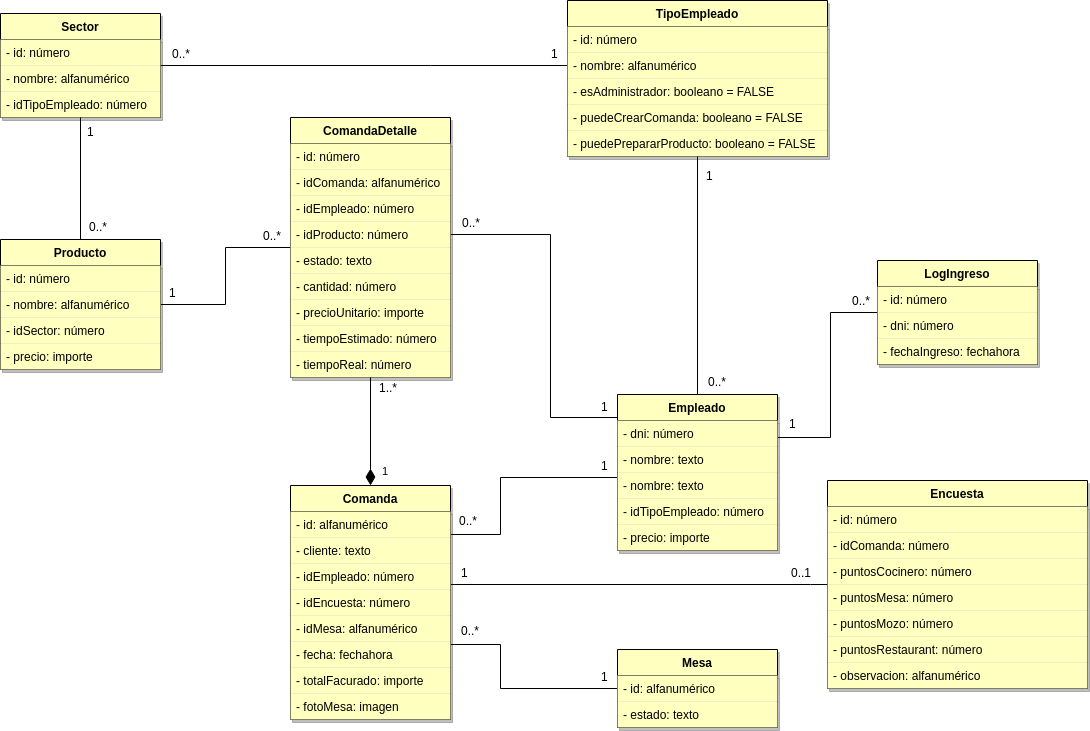 Sector
- id: número
- nombre: alfanumérico
- idTipoEmpleado: número
0..*
1
TipoEmpleado
- id: número
- nombre: alfanumérico
- esAdministrador: booleano = FALSE
- puedeCrearComanda: booleano = FALSE
- puedePrepararProducto: booleano = FALSE
1
0..*
ComandaDetalle
- id: número
- idComanda: alfanumérico
- idEmpleado: número
- idProducto: número
- estado: texto
- cantidad: número
- precioUnitario: importe
- tiempoEstimado: número
- tiempoReal: número
0..*
0..*
1
Producto
- id: número
- nombre: alfanumérico
- idSector: número
- precio: importe
1
0..*
LogIngreso
- id: número
- dni: número
- fechaIngreso: fechahora
0..*
1
1
Empleado
- dni: número
- nombre: texto
- nombre: texto
- idTipoEmpleado: número
- precio: importe
1
1
0..*
1..*
1
Comanda
- id: alfanumérico
- cliente: texto
- idEmpleado: número
- idEncuesta: número
- idMesa: alfanumérico
- fecha: fechahora
- totalFacurado: importe
- fotoMesa: imagen
1
0..1
Encuesta
- id: número
- idComanda: número
- puntosCocinero: número
- puntosMesa: número
- puntosMozo: número
- puntosRestaurant: número
- observacion: alfanumérico
0..*
1
Mesa
- id: alfanumérico
- estado: texto